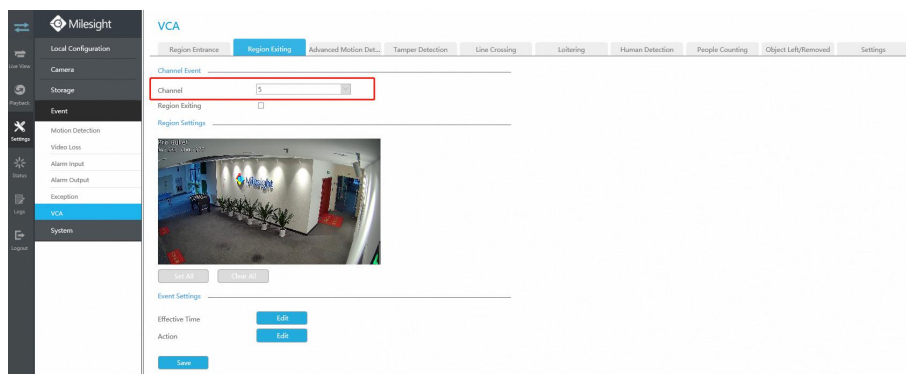 Milesight
VCA
Local Configuration
Camera
Storage
Event
Motion Detection
Video Loss
Alarm Input
Alarm Output
Exception
VCA
System
Live View
Playback
Settings
Status
Logs
Logout
Region Entrance
Region Exiting
Advanced Motion Det...
Tamper Detection
Line Crossing
Loitering
Human Detection
People Counting
Object Left/Removed
Settings
Channel Event
Channel
5
Region Exiting
Region Settings
Milesight
Set All
Clear All
Event Settings
Effective Time
Edit
Action
Edit
Save